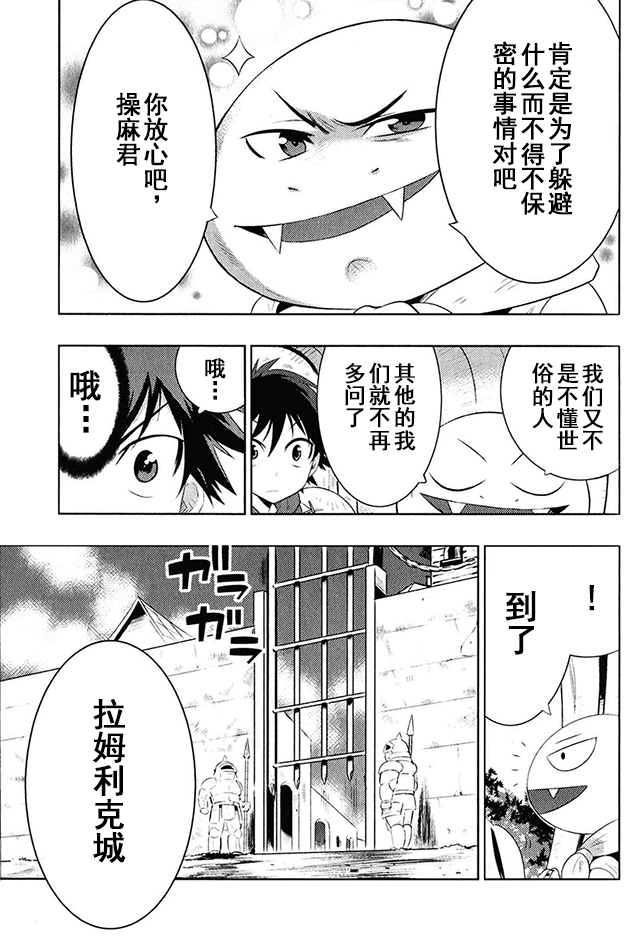 肯定是为了躲避
什么而不得不保
密的事情对吧
你放心吧，
操麻君
我们又不
是不懂世
俗的人
其他的我
们就不再
多问了
哦…
哦…
！
到了
ガラガラ
拉姆利克城